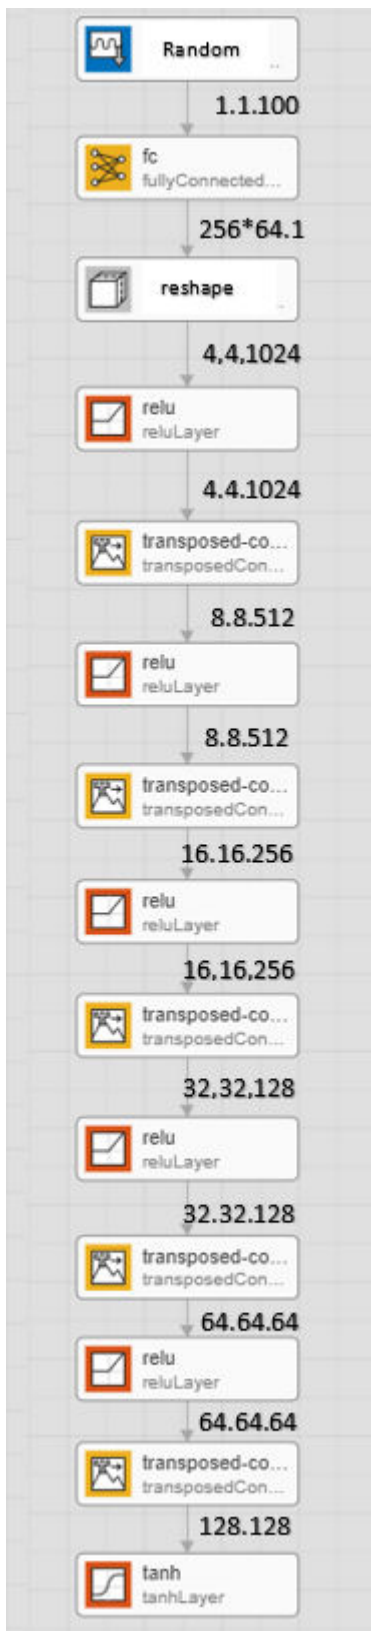 Random
1.1.100
fc
fullyConnected...
256*64.1
reshape
4,4,1024
relu
reluLayer
4.4.1024
transposed-co...
transposedCon...
8.8.512
relu
reluLayer
8.8.512
transposed-co...
transposedCon...
16.16.256
relu
reluLayer
16,16,256
transposed-co...
transposedCon...
32,32,128
relu
reluLayer
32.32.128
transposed-co...
transposedCon...
64.64.64
relu
reluLayer
64.64.64
transposed-co...
transposedCon...
128.128
tanh
tanhLayer